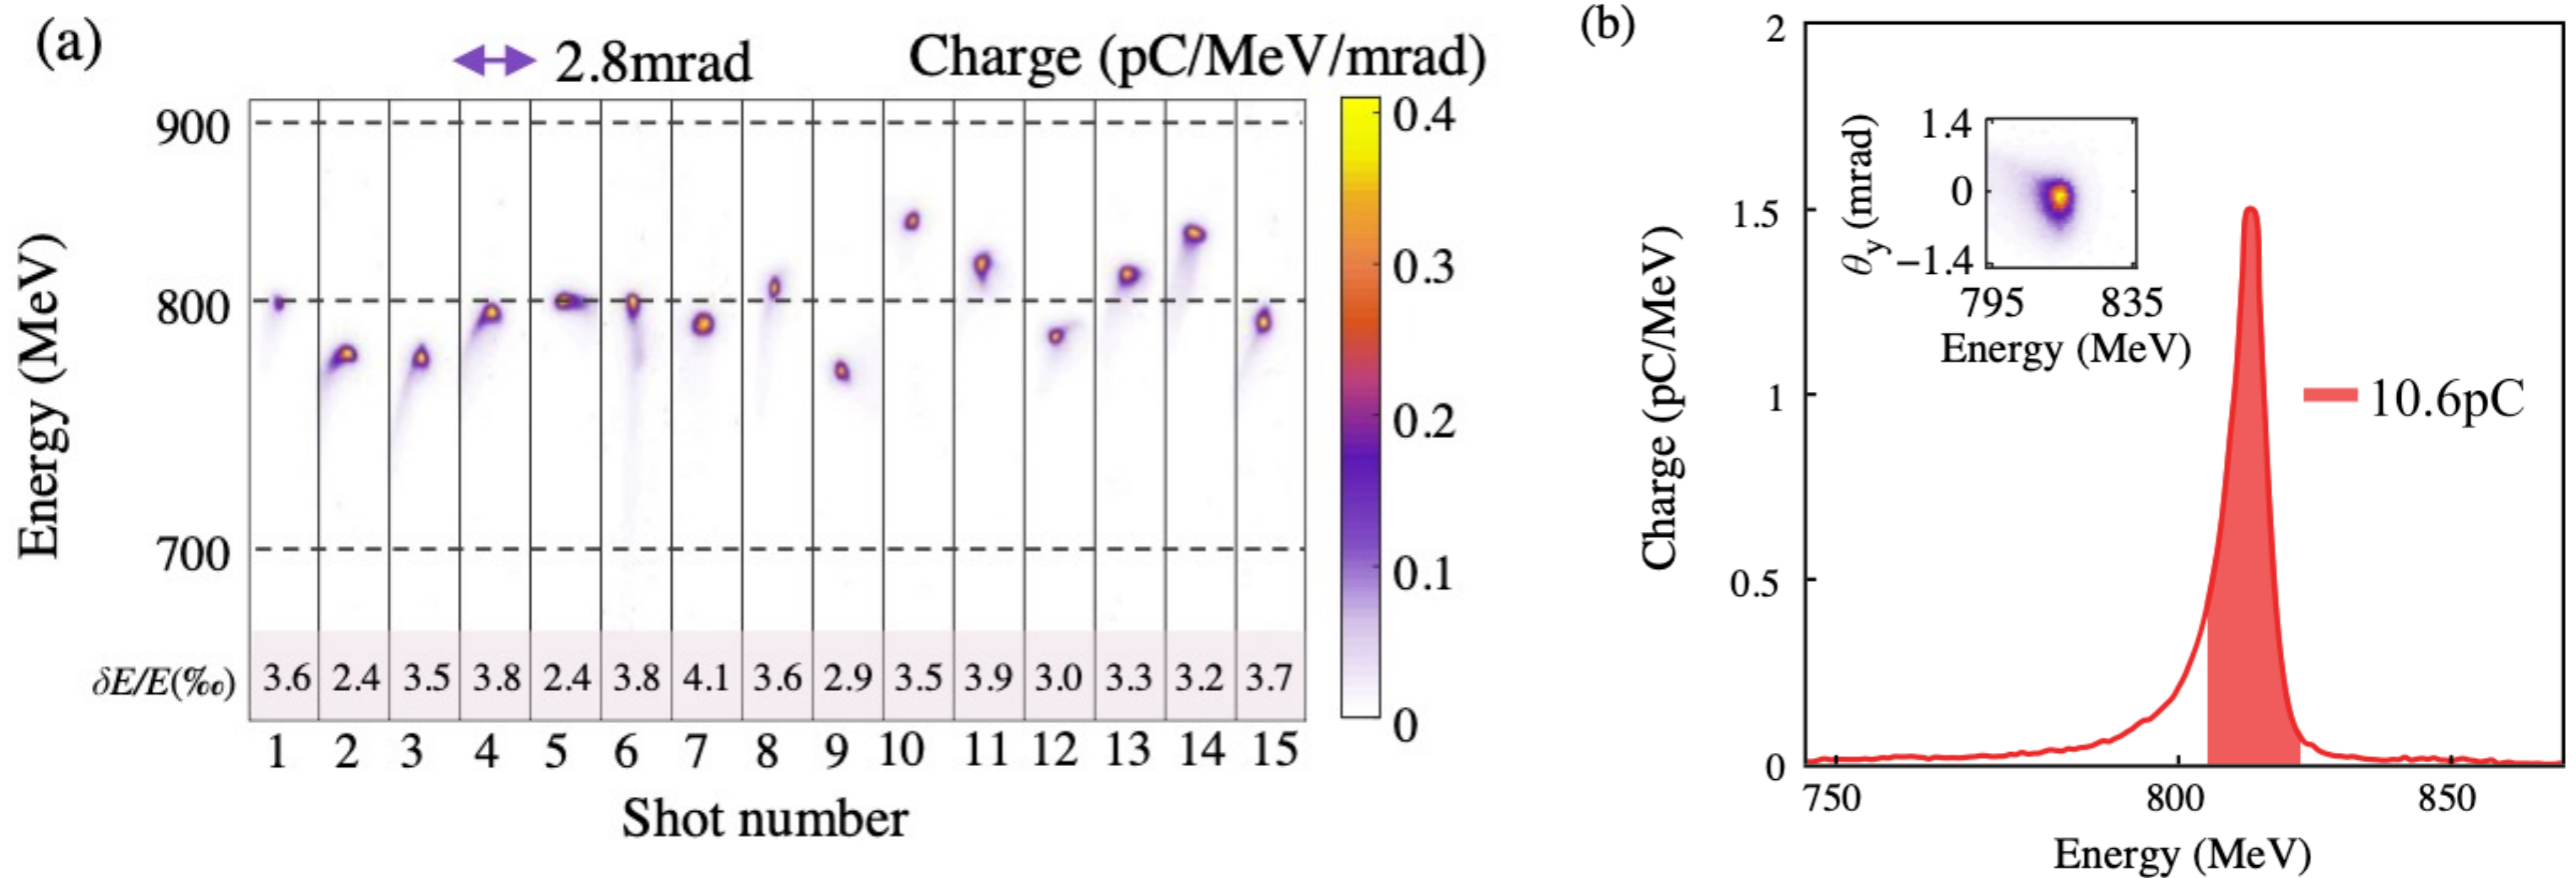 (a)
2.8mrad
Charge (pC/MeV/mrad)
Energy (MeV)
900
800
700
0.4
0.3
0.2
0.1
0
δE/E(‰) 3.6 2.4 3.5 3.8 2.4 3.8 4.1 3.6 2.9 3.5 3.9 3.0 3.3 3.2 3.7
1 2 3 4 5 6 7 8 9 10 11 12 13 14 15
Shot number
(b)
Charge (pC/MeV)
2
1.5
1
0.5
0
θy (mrad)
1.4
0
−1.4
795 835
Energy (MeV)
10.6pC
750 800 850
Energy (MeV)